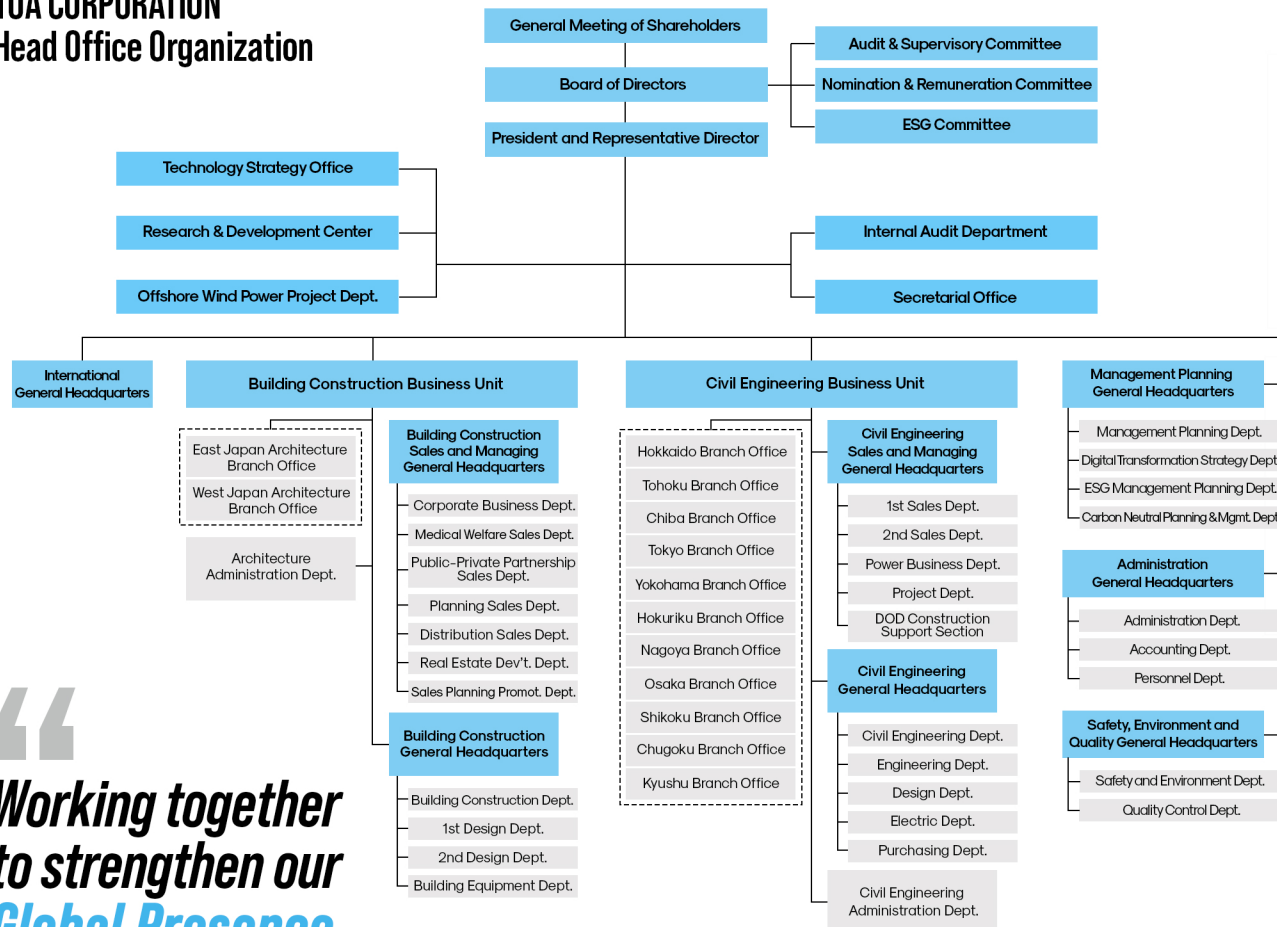 TOA CORPORATION
Head Office Organization
General Meeting of Shareholders
Board of Directors
President and Representative Director
Audit & Supervisory Committee
Nomination & Remuneration Committee
ESG Committee
Technology Strategy Office
Research & Development Center
Offshore Wind Power Project Dept.
Internal Audit Department
Secretarial Office
International
General Headquarters
Building Construction Business Unit
East Japan Architecture
Branch Office
West Japan Architecture
Branch Office
Architecture
Administration Dept.
Building Construction
Sales and Managing
General Headquarters
Corporate Business Dept.
Medical Welfare Sales Dept.
Public-Private Partnership
Sales Dept.
Planning Sales Dept.
Distribution Sales Dept.
Real Estate Dev't. Dept.
Sales Planning Promot. Dept.
Building Construction
General Headquarters
Building Construction Dept.
1st Design Dept.
2nd Design Dept.
Building Equipment Dept.
Civil Engineering Business Unit
Hokkaido Branch Office
Tohoku Branch Office
Chiba Branch Office
Tokyo Branch Office
Yokohama Branch Office
Hokuriku Branch Office
Nagoya Branch Office
Osaka Branch Office
Shikoku Branch Office
Chugoku Branch Office
Kyushu Branch Office
Civil Engineering
Sales and Managing
General Headquarters
1st Sales Dept.
2nd Sales Dept.
Power Business Dept.
Project Dept.
DOD Construction
Support Section
Civil Engineering
General Headquarters
Civil Engineering Dept.
Engineering Dept.
Design Dept.
Electric Dept.
Purchasing Dept.
Civil Engineering
Administration Dept.
Management Planning
General Headquarters
Management Planning Dept.
Digital Transformation Strategy Dept
ESG Management Planning Dept.
Carbon Neutral Planning & Mgmt. Dept
Administration
General Headquarters
Administration Dept.
Accounting Dept.
Personnel Dept.
Safety, Environment and
Quality General Headquarters
Safety and Environment Dept.
Quality Control Dept.
“
Working together
to strengthen our
Global Presence